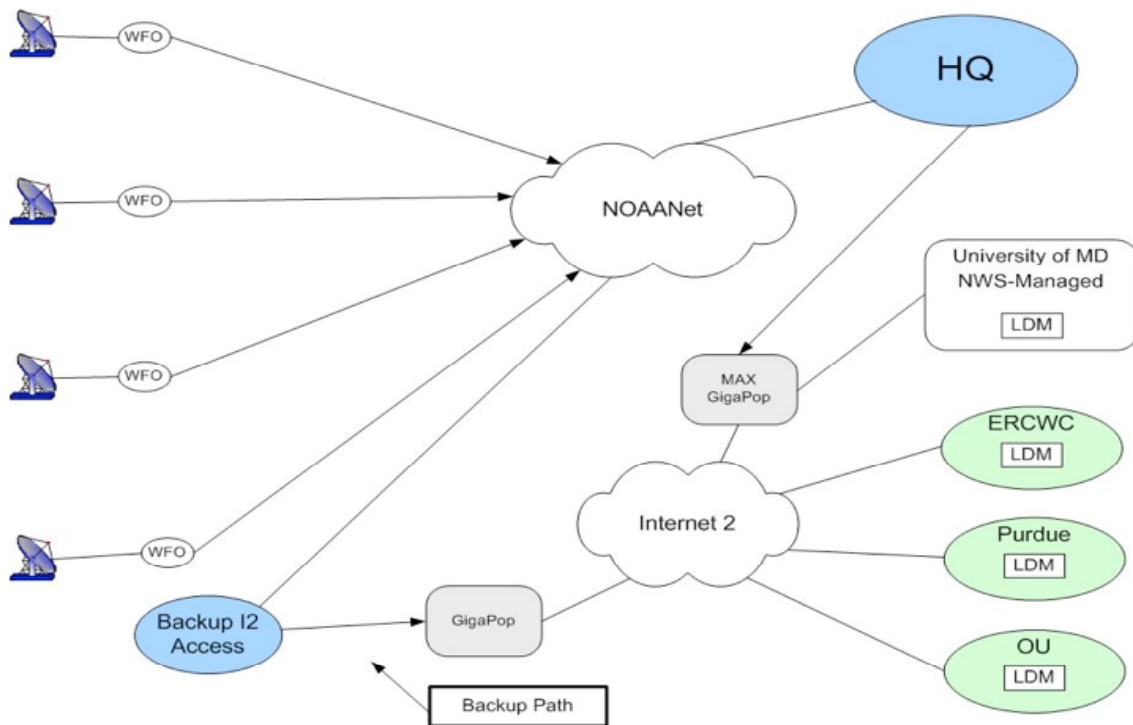 WFO
HQ
WFO
NOAANet
University of MD
NWS-Managed
LDM
WFO
MAX
GigaPop
ERCWC
LDM
Internet 2
Purdue
LDM
WFO
Backup I2
Access
GigaPop
OU
LDM
Backup Path